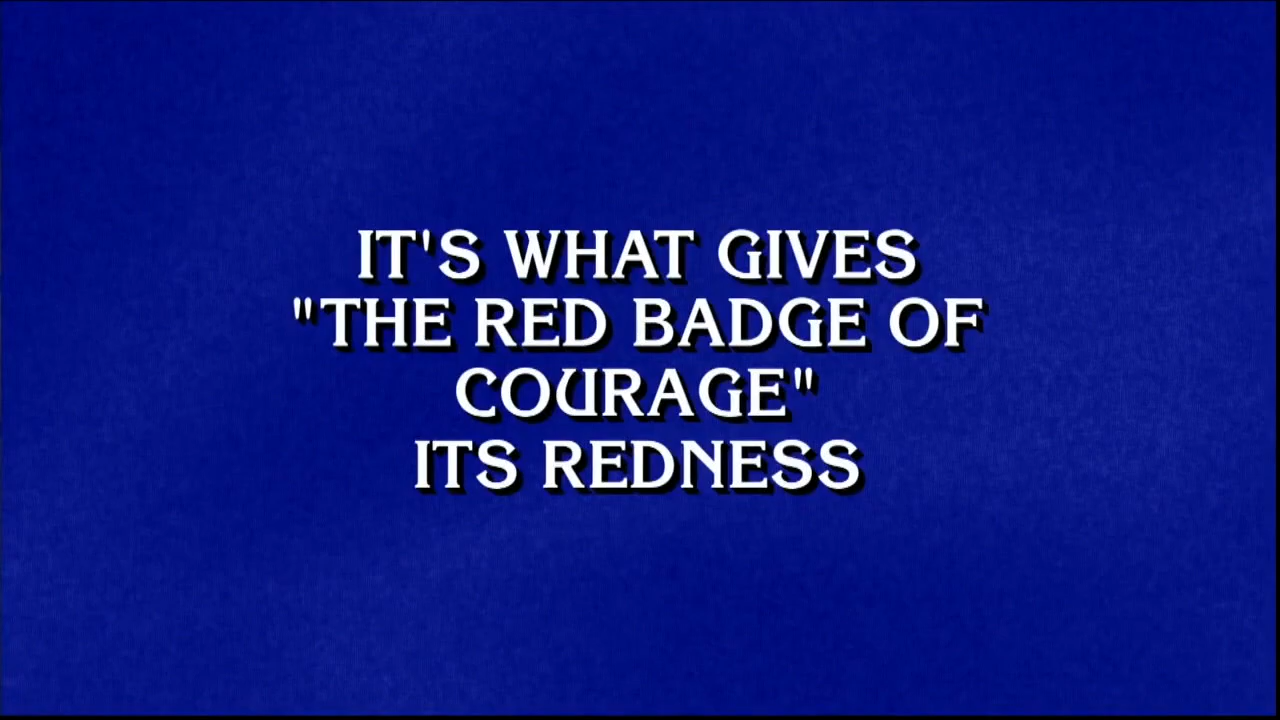 IT'S WHAT GIVES
"THE RED BADGE OF
COURAGE"
ITS REDNESS